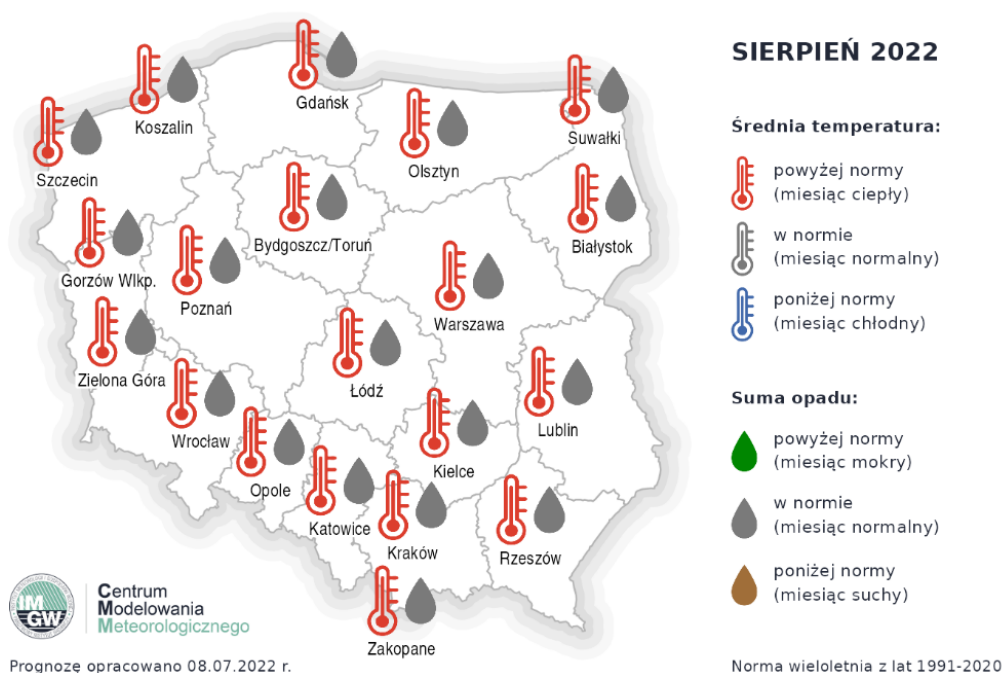 SIERPIEŃ 2022
Średnia temperatura:
powyżej normy
(miesiąc ciepły)
w normie
(miesiąc normalny)
poniżej normy
(miesiąc chłodny)
Suma opadu:
powyżej normy
(miesiąc mokry)
w normie
(miesiąc normalny)
poniżej normy
(miesiąc suchy)
Gdańsk
Koszalin
Suwałki
Olsztyn
Szczecin
Bydgoszcz/Toruń
Białystok
Gorzów Wlkp.
Poznań
Warszawa
Zielona Góra
Łódź
Wrocław
Lublin
Kielce
Opole
Katowice
Kraków
Rzeszów
Zakopane
IM
GW
Centrum
Modelowania
Meteorologicznego
Prognozę opracowano 08.07.2022 r.
Norma wieloletnia z lat 1991-2020